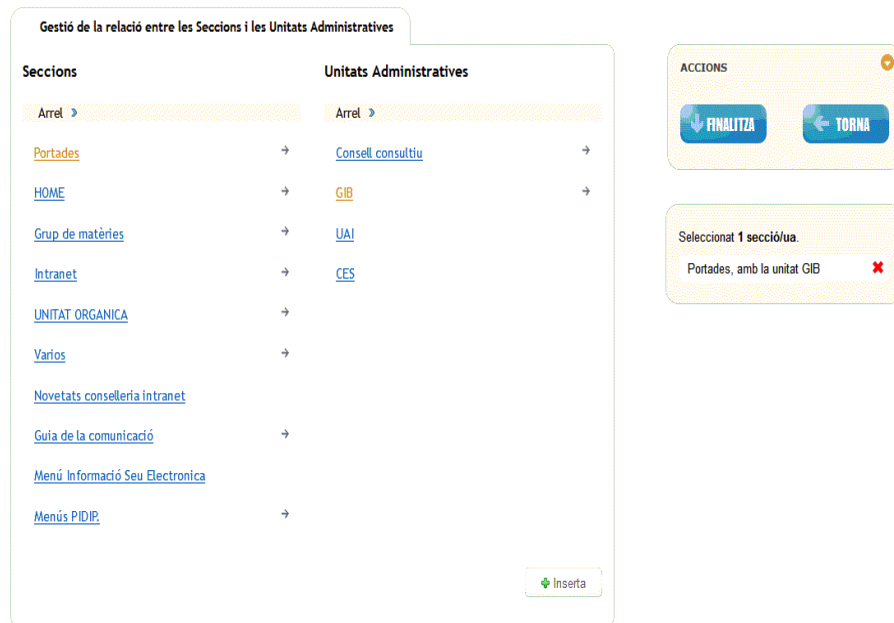 Gestió de la relació entre les Seccions i les Unitats Administratives
Seccions
Arrel
Portades
HOME
Grup de matèries
Intranet
UNITAT ORGANICA
Varios
Novetats conselleria intranet
Guia de la comunicació
Menú Informació Seu Electronica
Menús PIDIP.
Unitats Administratives
Arrel
Consell consultiu
GIB
UAI
CES
Inserta
ACCIONS
FINALITZA
TORNA
Seleccionat 1 secció/ua.
Portades, amb la unitat GIB